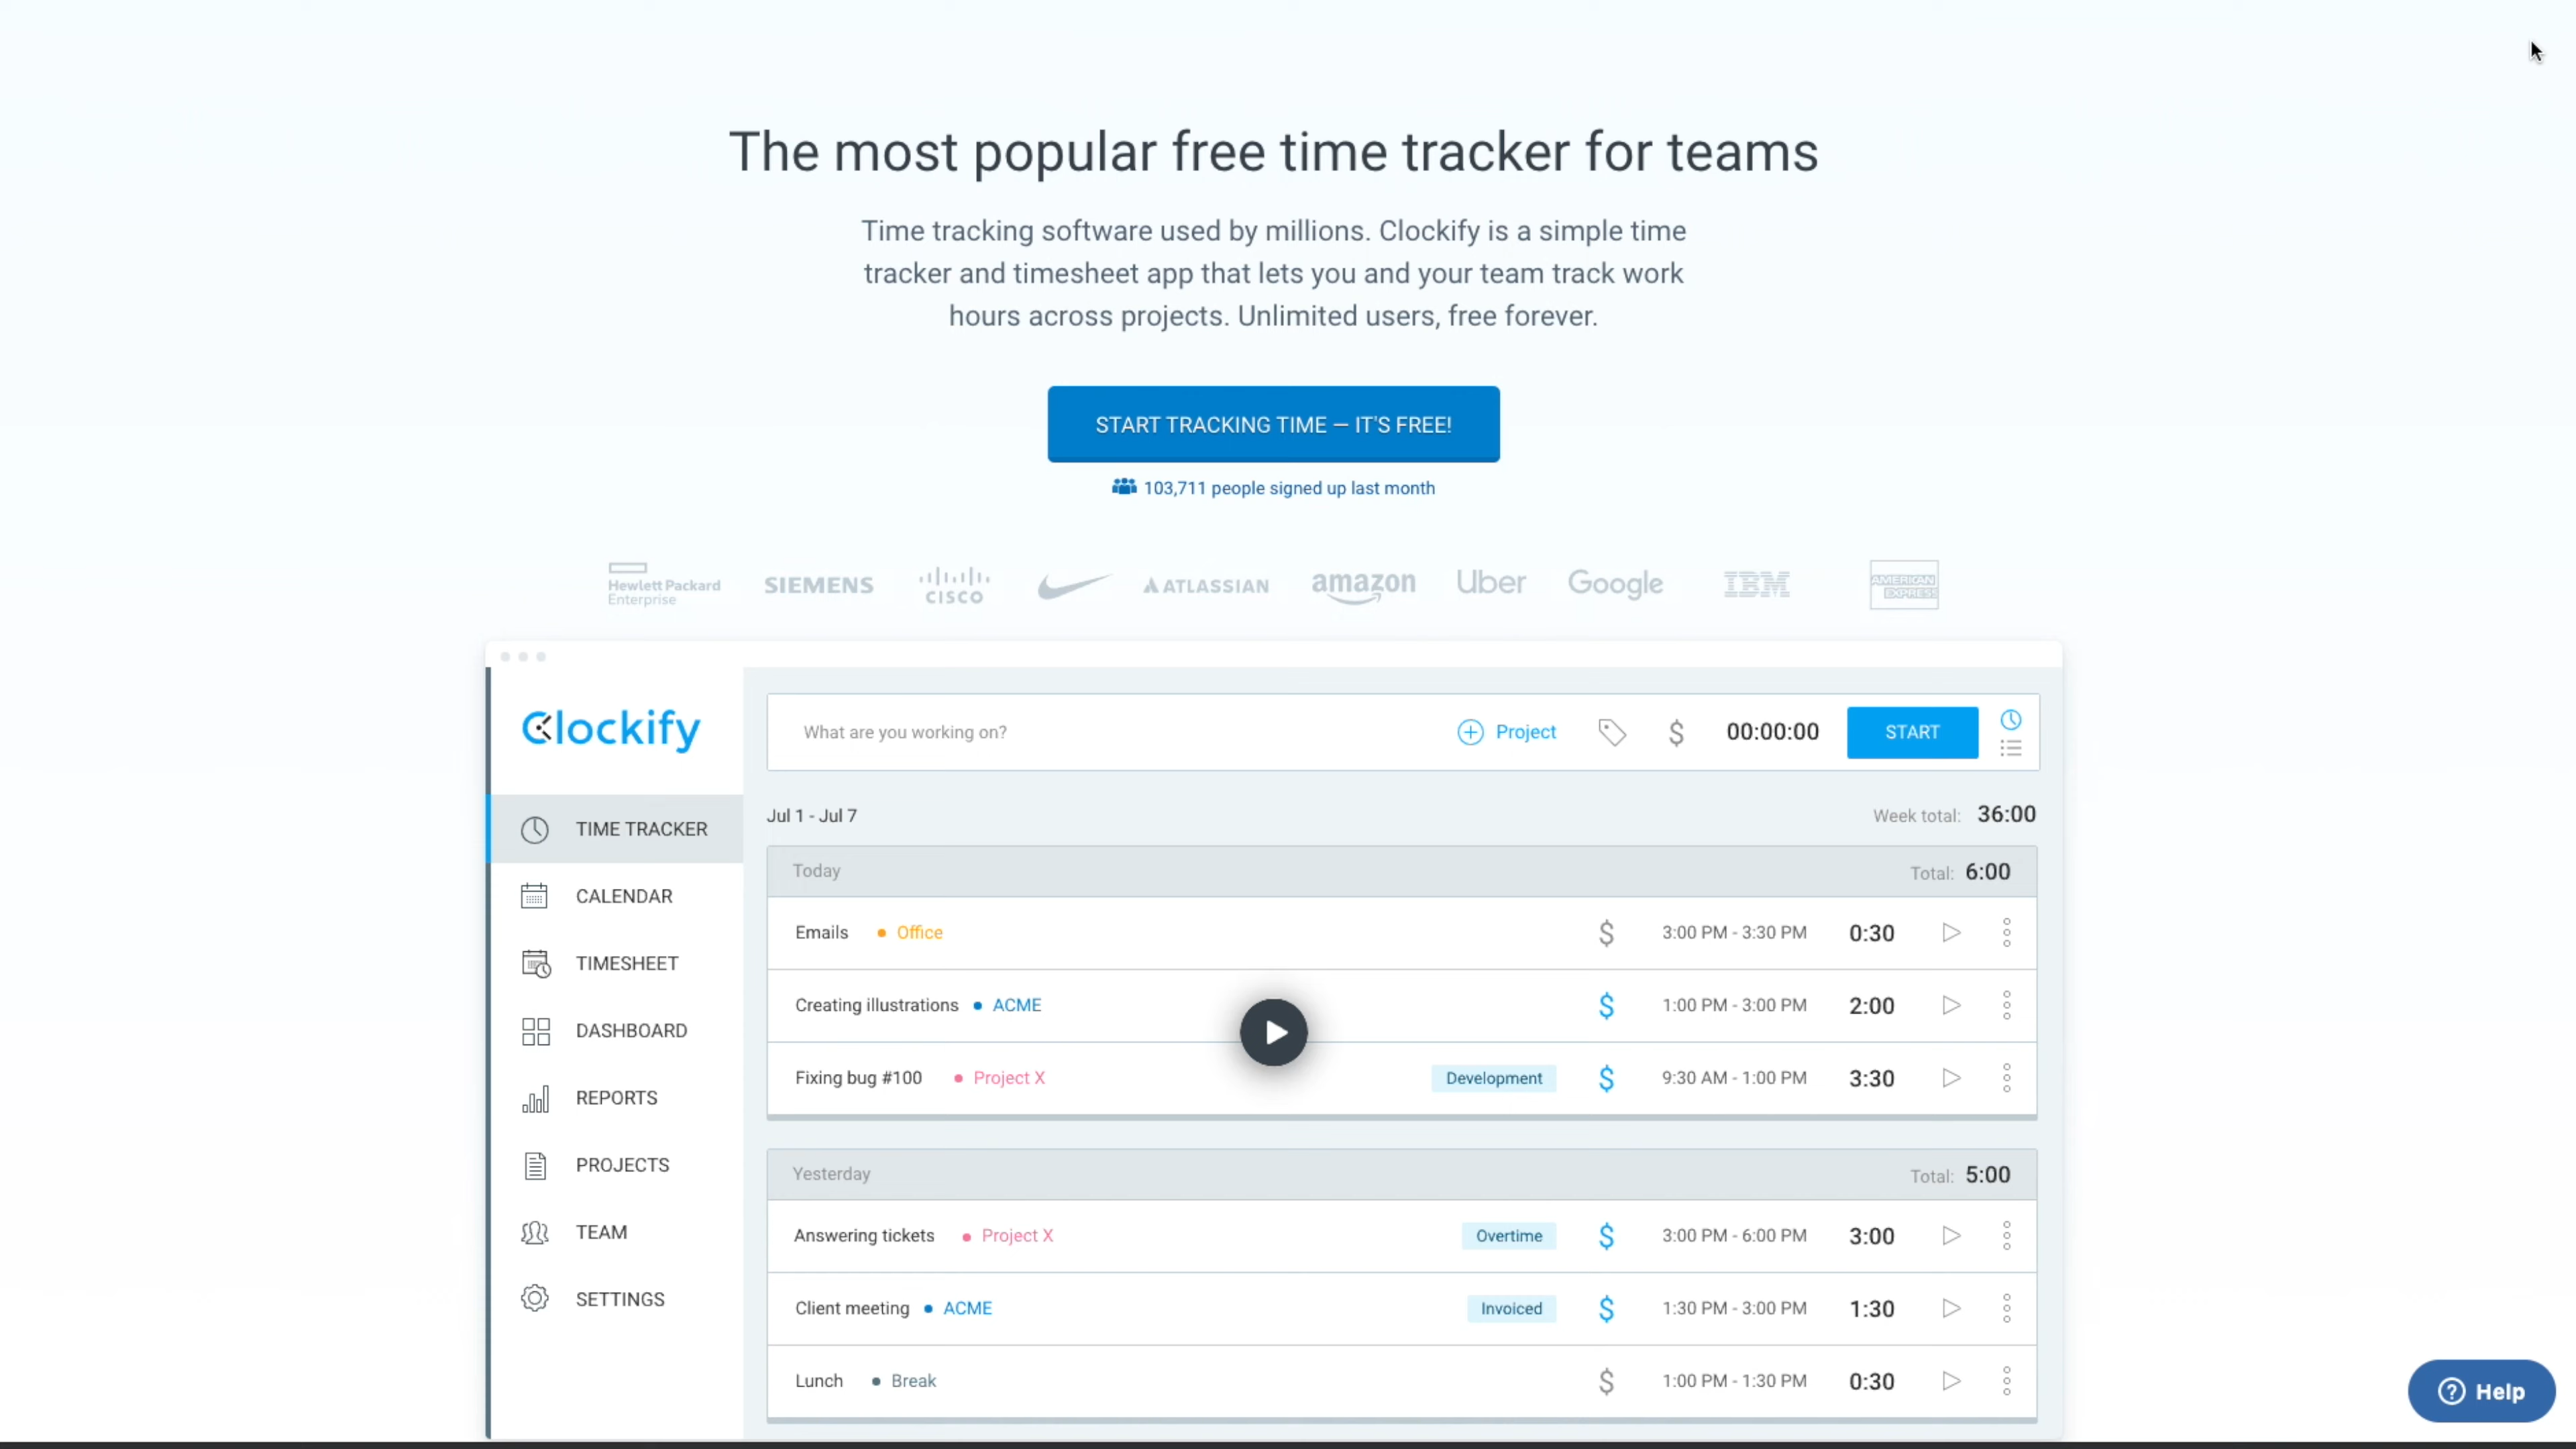 The most popular free time tracker for teams
Time tracking software used by millions. Clockify is a simple time
tracker and timesheet app that lets you and your team track work
hours across projects. Unlimited users, free forever.
START TRACKING TIME — IT'S FREE!
103,711 people signed up last month
Hewlett Packard
Enterprise
SIEMENS
CISCO
ATLASSIAN
amazon
Uber
Google
IBM
AMERICAN
EXPRESS
Clockify
What are you working on? Project $ 00:00:00 START
TIME TRACKER
CALENDAR
TIMESHEET
DASHBOARD
REPORTS
PROJECTS
TEAM
SETTINGS
Jul 1 - Jul 7 Week total: 36:00
Today Total: 6:00
Emails • Office $ 3:00 PM - 3:30 PM 0:30
Creating illustrations • ACME $ 1:00 PM - 3:00 PM 2:00
Fixing bug #100 • Project X Development $ 9:30 AM - 1:00 PM 3:30
Yesterday Total: 5:00
Answering tickets • Project X Overtime $ 3:00 PM - 6:00 PM 3:00
Client meeting • ACME Invoiced $ 1:30 PM - 3:00 PM 1:30
Lunch • Break $ 1:00 PM - 1:30 PM 0:30
? Help